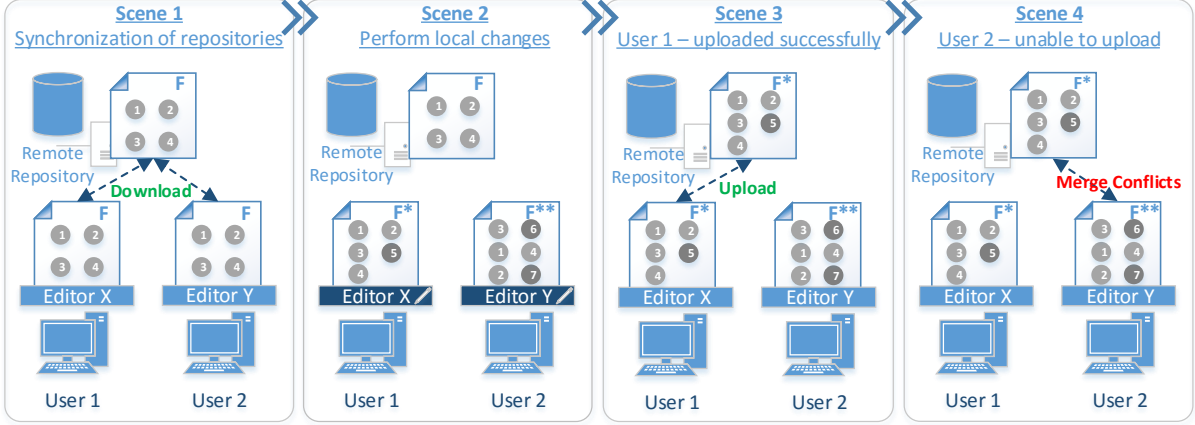 Scene 1
Synchronization of repositories
F
1 2
3 4
Remote
Repository
Download
F
1 2
3 4
Editor X
F
1 2
3 4
Editor Y
User 1
User 2
Scene 2
Perform local changes
F
1 2
3 4
Remote
Repository
F*
1 2
3 5
4
Editor X
F**
3 6
1 4
2 7
Editor Y
User 1
User 2
Scene 3
User 1 – uploaded successfully
F*
1 2
3 5
4
Remote
Repository
Upload
F*
1 2
3 5
4
Editor X
F**
3 6
1 4
2 7
Editor Y
User 1
User 2
Scene 4
User 2 – unable to upload
F*
1 2
3 5
4
Remote
Repository
Merge Conflicts
F*
1 2
3 5
4
Editor X
F**
3 6
1 4
2 7
Editor Y
User 1
User 2